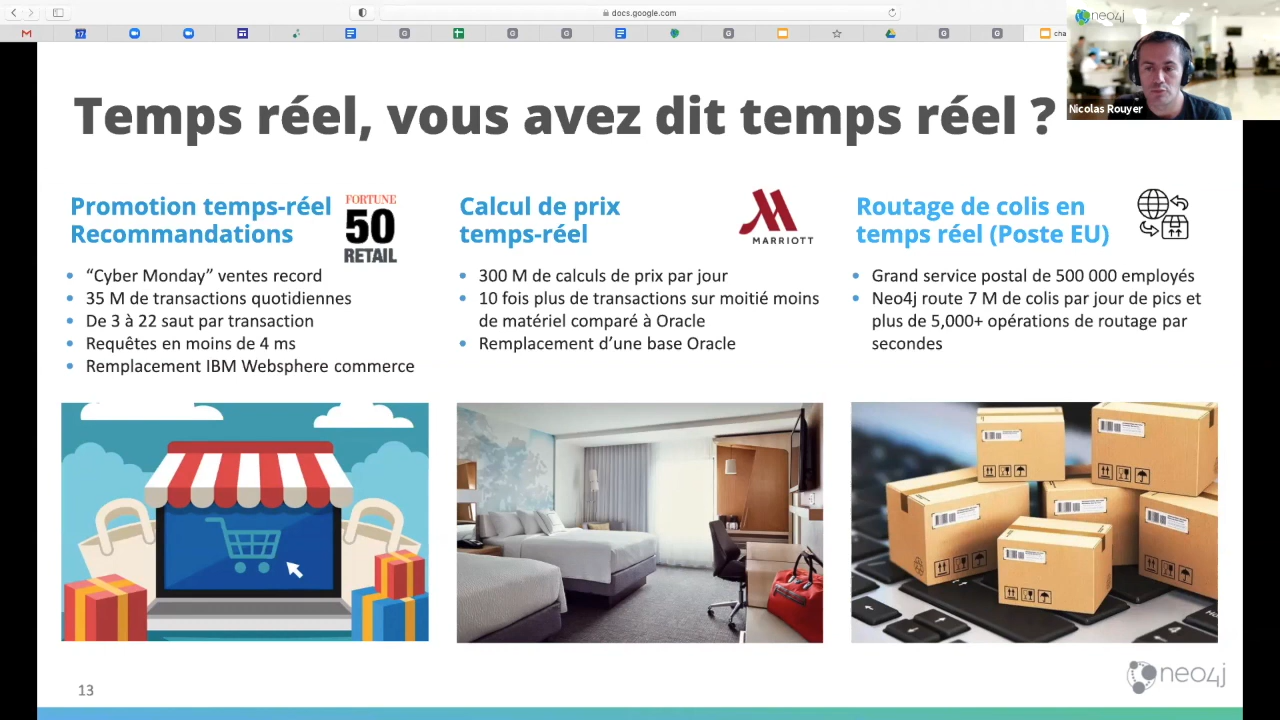 docs.google.com
cha
neo4j
Nicolas Rouyer
Temps réel, vous avez dit temps réel ?
Promotion temps-réel
Recommandations
FORTUNE
50
RETAIL
• “Cyber Monday” ventes record
• 35 M de transactions quotidiennes
• De 3 à 22 saut par transaction
• Requêtes en moins de 4 ms
• Remplacement IBM Websphere commerce
Calcul de prix
temps-réel
MARRIOTT
• 300 M de calculs de prix par jour
• 10 fois plus de transactions sur moitié moins
de matériel comparé à Oracle
• Remplacement d’une base Oracle
Routage de colis en
temps réel (Poste EU)
• Grand service postal de 500 000 employés
• Neo4j route 7 M de colis par jour de pics et
plus de 5,000+ opérations de routage par
secondes
13
neo4j